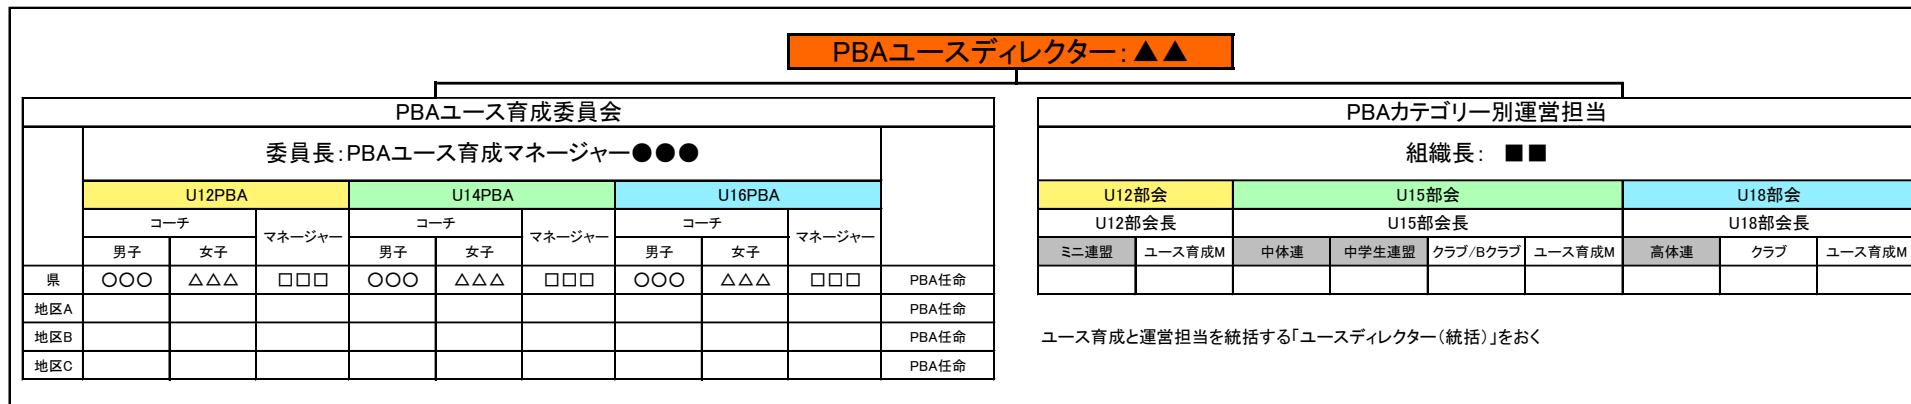 PBAユースディレクター：▲▲
PBAユース育成委員会
委員長：PBAユース育成マネージャー●●●
U12PBA U14PBA U16PBA
コーチ マネージャー コーチ マネージャー コーチ マネージャー
男子 女子 男子 女子 男子 女子
県 ○○○ △△△ □□□ ○○○ △△△ □□□ ○○○ △△△ □□□ PBA任命
地区A PBA任命
地区B PBA任命
地区C PBA任命
PBAカテゴリー別運営担当
組織長： ■■
U12部会 U15部会 U18部会
U12部会長 U15部会長 U18部会長
ミニ連盟 ユース育成M 中体連 中学生連盟 クラブ/Bクラブ ユース育成M 高体連 クラブ ユース育成M
ユース育成と運営担当を統括する「ユースディレクター（統括）」をおく